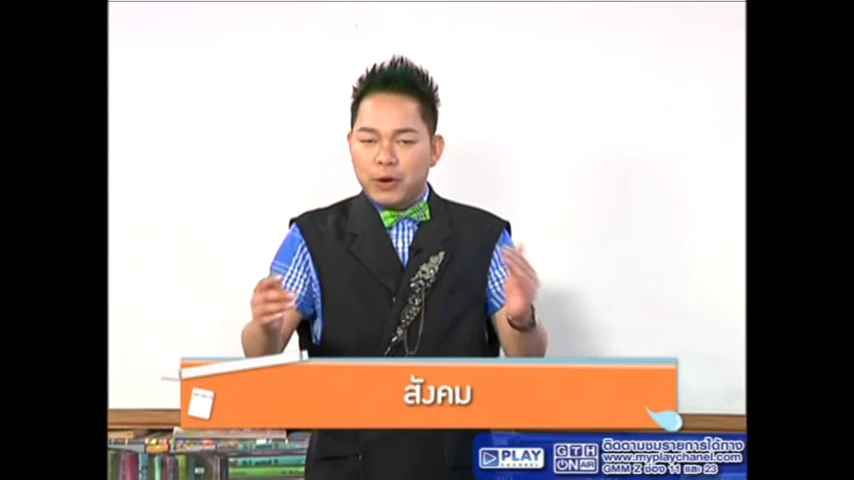 สังคม
PLAY
CHANNEL
GTH
ON AIR
ติดตามชมรายการได้ทาง
www.myplaychanel.com
GMM Z ช่อง 11 และ 23